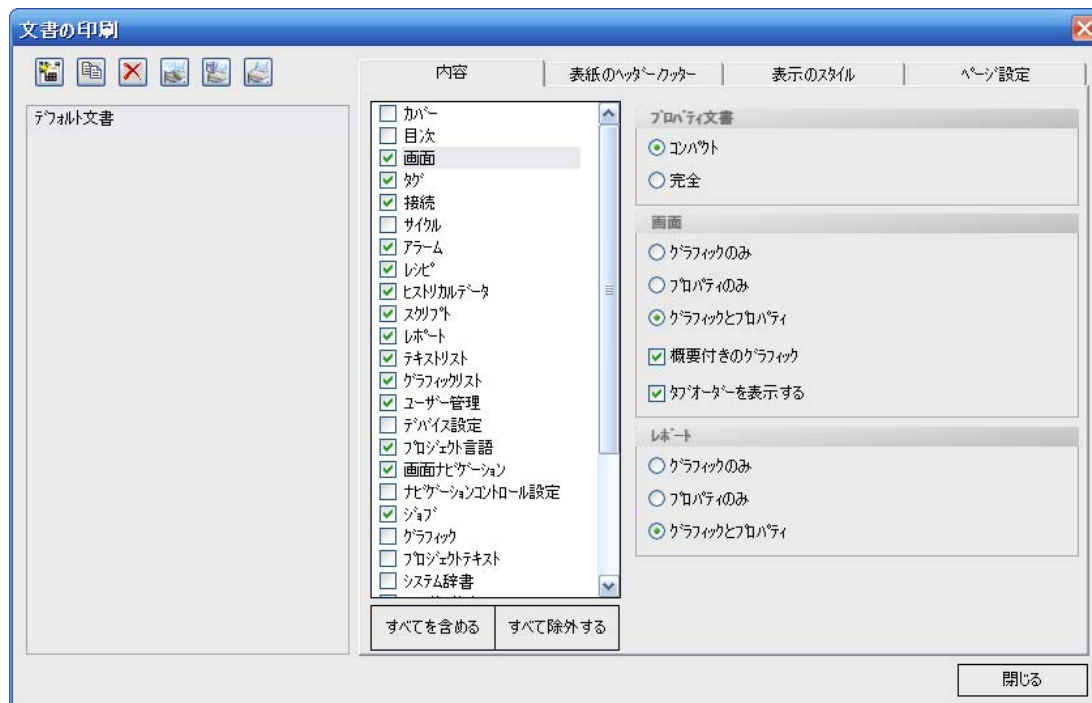 文書の印刷
内容
表紙のﾍｯﾀﾞｰ/ﾌｯﾀｰ
表示のｽﾀｲﾙ
ﾍﾟｰｼﾞ設定
ﾃﾞﾌｫﾙﾄ文書
ｶﾊﾞｰ
目次
画面
ﾀｸﾞ
接続
ｻｲｸﾙ
ｱﾗｰﾑ
ﾚｼﾋﾟ
ﾋｽﾄﾘｶﾙﾃﾞｰﾀ
ｽｸﾘﾌﾟﾄ
ﾚﾎﾟｰﾄ
ﾃｷｽﾄﾘｽﾄ
ｸﾞﾗﾌｨｯｸﾘｽﾄ
ﾕｰｻﾞｰ管理
ﾃﾞﾊﾞｲｽ設定
ﾌﾟﾛｼﾞｪｸﾄ言語
画面ﾅﾋﾞｹﾞｰｼｮﾝ
ﾅﾋﾞｹﾞｰｼｮﾝｺﾝﾄﾛｰﾙ設定
ｼﾞｮﾌﾞ
ｸﾞﾗﾌｨｯｸ
ﾌﾟﾛｼﾞｪｸﾄﾃｷｽﾄ
ｼｽﾃﾑ辞書
すべてを含める
すべて除外する
ﾌﾟﾛﾊﾟﾃｨ文書
ｺﾝﾊﾟｸﾄ
完全
画面
ｸﾞﾗﾌｨｯｸのみ
ﾌﾟﾛﾊﾟﾃｨのみ
ｸﾞﾗﾌｨｯｸとﾌﾟﾛﾊﾟﾃｨ
概要付きのｸﾞﾗﾌｨｯｸ
ﾀﾌﾞｵｰﾀﾞｰを表示する
ﾚﾎﾟｰﾄ
ｸﾞﾗﾌｨｯｸのみ
ﾌﾟﾛﾊﾟﾃｨのみ
ｸﾞﾗﾌｨｯｸとﾌﾟﾛﾊﾟﾃｨ
閉じる